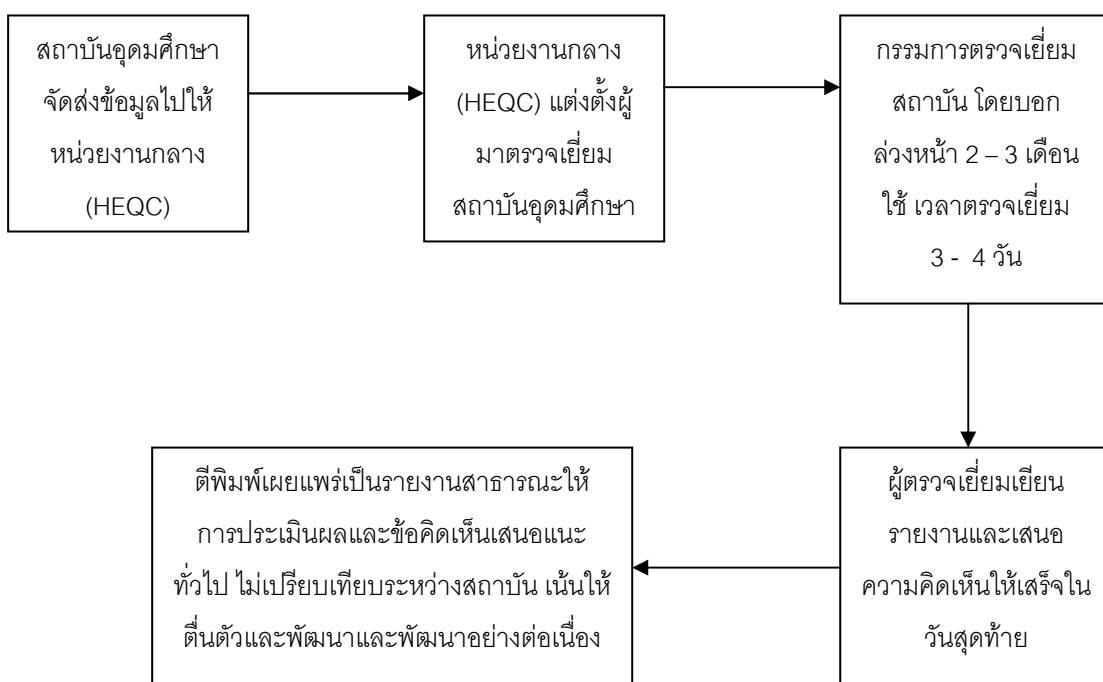 สถาบันอุดมศึกษา
จัดส่งข้อมูลไปให้
หน่วยงานกลาง
(HEQC)
หน่วยงานกลาง
(HEQC) แต่งตั้งผู้
มาตรวจเยี่ยม
สถาบันอุดมศึกษา
กรรมการตรวจเยี่ยม
สถาบัน โดยบอก
ล่วงหน้า 2 – 3 เดือน
ใช้ เวลาตรวจเยี่ยม
3 - 4 วัน
ผู้ตรวจเยี่ยมเยียน
รายงานและเสนอ
ความคิดเห็นให้เสร็จใน
วันสุดท้าย
ตีพิมพ์เผยแพร่เป็นรายงานสาธารณะให้
การประเมินผลและข้อคิดเห็นเสนอแนะ
ทั่วไป ไม่เปรียบเทียบระหว่างสถาบัน เน้นให้
ตื่นตัวและพัฒนาและพัฒนาอย่างต่อเนื่อง